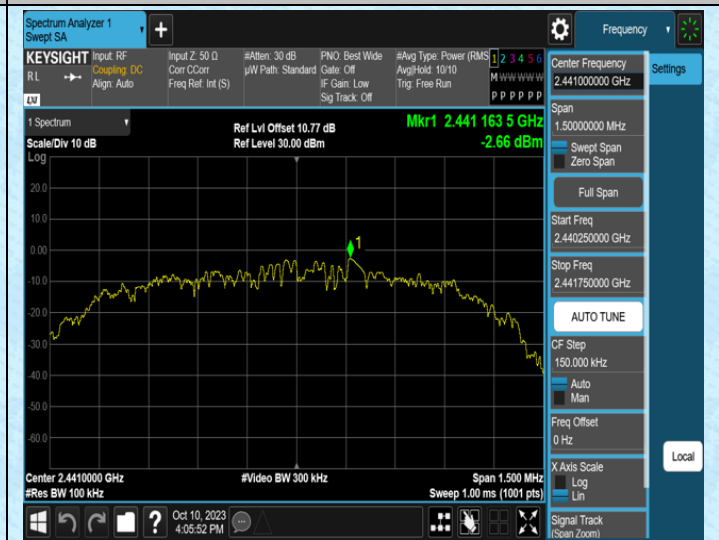 Spectrum Analyzer 1
Swept SA
+
Frequency
KEYSIGHT
RL
LXI
Input: RF
Coupling: DC
Align: Auto
Input Z: 50 Ω
Corr CCorr
Freq Ref: Int (S)
#Atten: 30 dB
µW Path: Standard
PNO: Best Wide
Gate: Off
IF Gain: Low
Sig Track: Off
#Avg Type: Power (RMS
Avg|Hold: 10/10
Trig: Free Run
1 2 3 4 5 6
M W W W W W
P P P P P P
1 Spectrum
Scale/Div 10 dB
Log
Ref Lvl Offset 10.77 dB
Ref Level 30.00 dBm
Mkr1 2.441 163 5 GHz
-2.66 dBm
20.0
10.0
0.00
-10.0
-20.0
-30.0
-40.0
-50.0
-60.0
1
Center 2.4410000 GHz
#Res BW 100 kHz
#Video BW 300 kHz
Span 1.500 MHz
Sweep 1.00 ms (1001 pts)
Oct 10, 2023
4:05:52 PM
?
Center Frequency
2.441000000 GHz
Settings
Span
1.50000000 MHz
Swept Span
Zero Span
Full Span
Start Freq
2.440250000 GHz
Stop Freq
2.441750000 GHz
AUTO TUNE
CF Step
150.000 kHz
Auto
Man
Freq Offset
0 Hz
X Axis Scale
Log
Lin
Local
Signal Track
(Span Zoom)